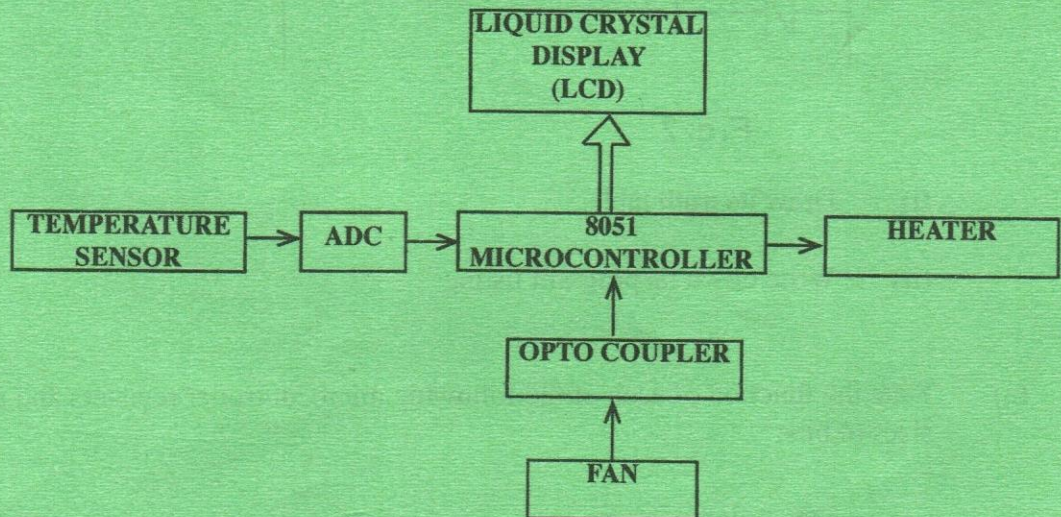 LIQUID CRYSTAL
DISPLAY
(LCD)
TEMPERATURE
SENSOR
ADC
8051
MICROCONTROLLER
HEATER
OPTO COUPLER
FAN